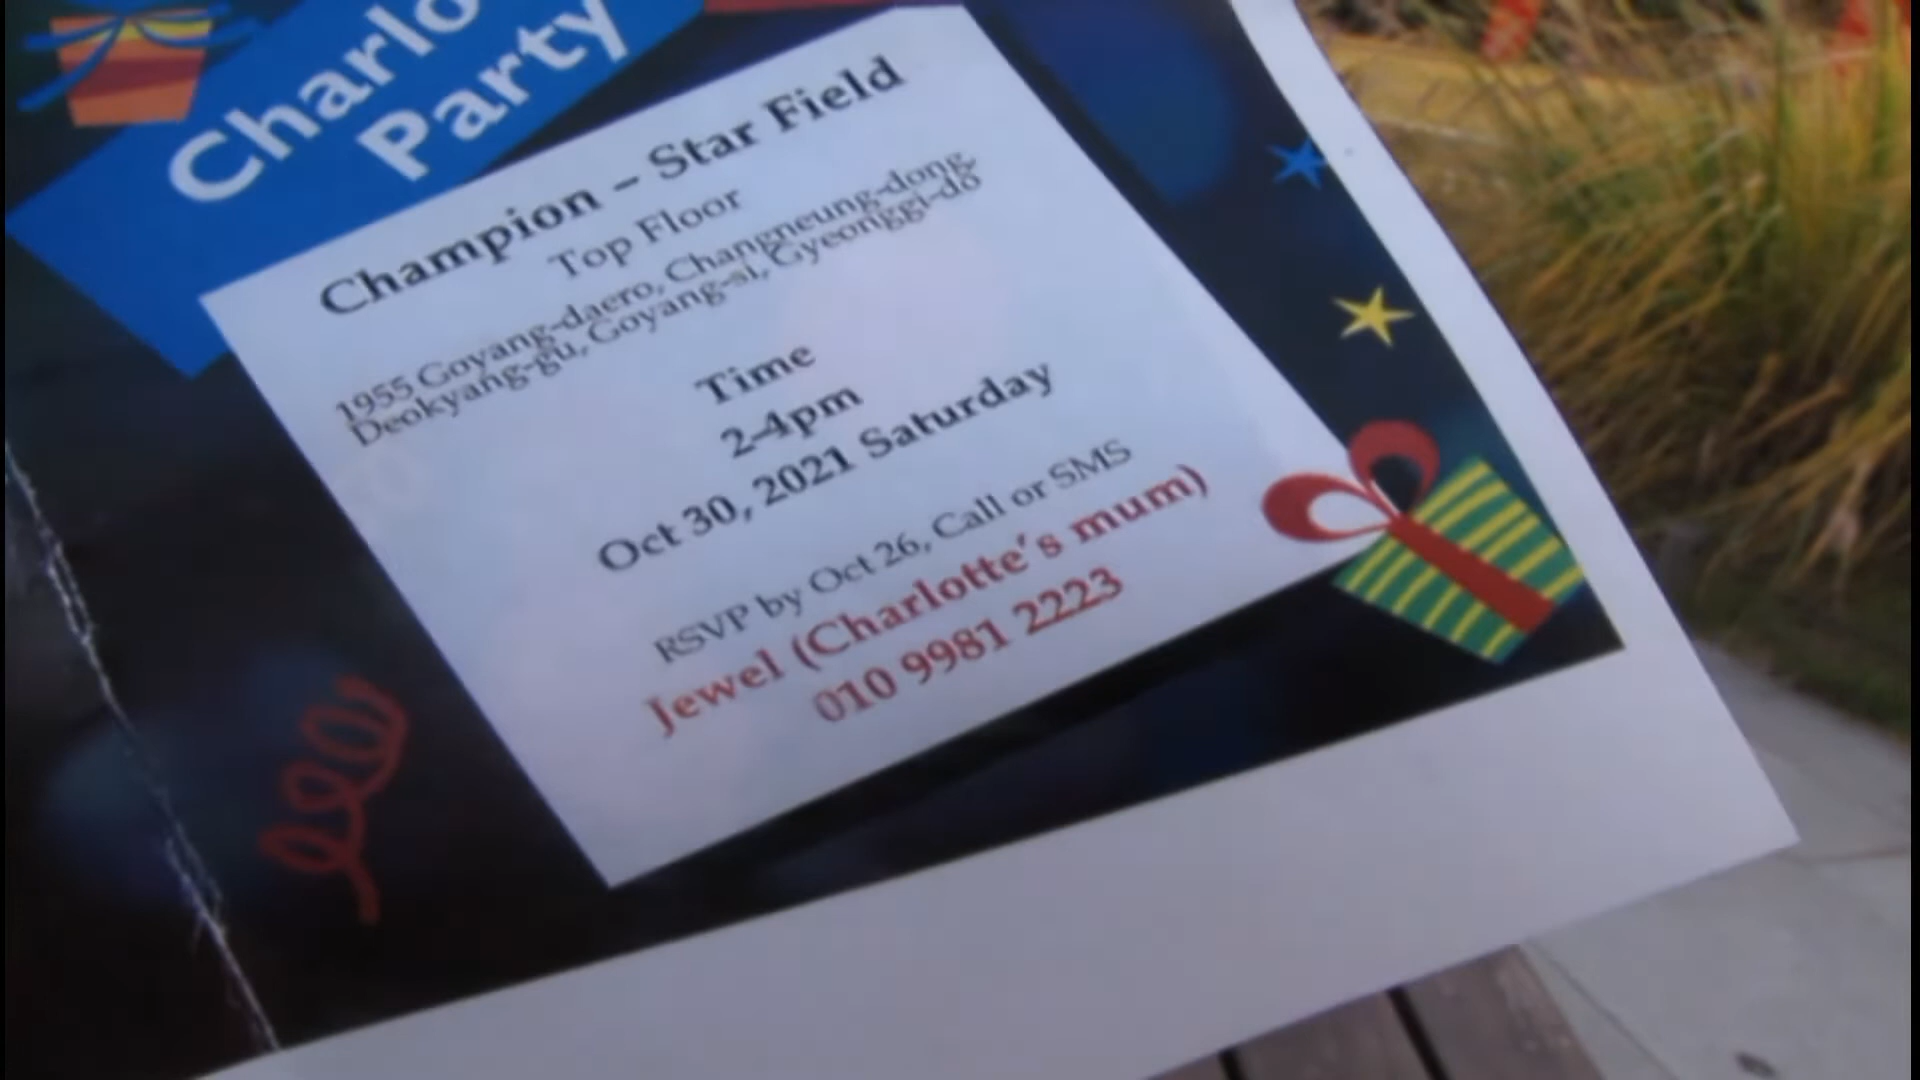 Charlo
Party
Champion – Star Field
Top Floor
1955 Goyang-daero, Changneung-dong,
Deokyang-gu, Goyang-si, Gyeonggi-do
Time
2-4pm
Oct 30, 2021 Saturday
RSVP by Oct 26, Call or SMS
Jewel (Charlotte's mum)
010 9981 2223